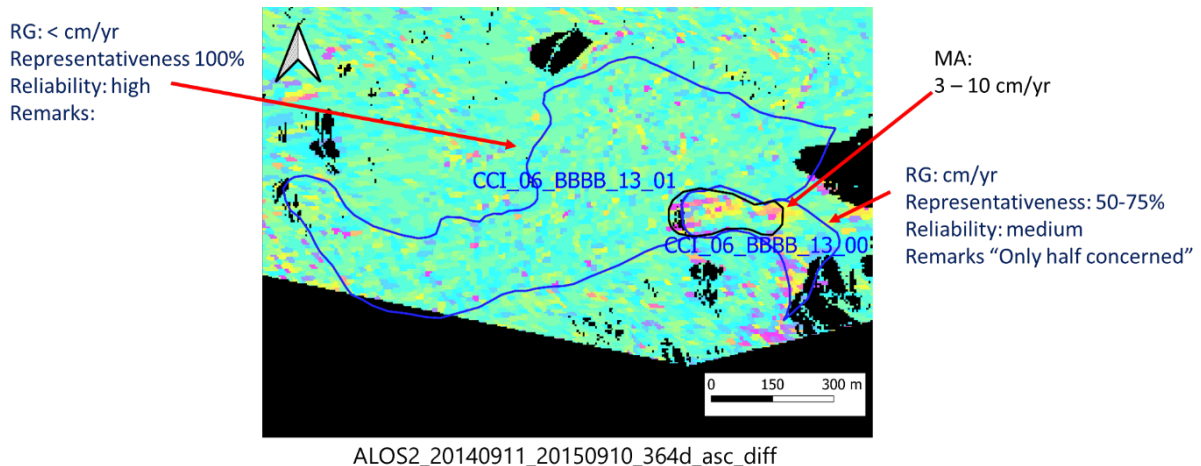 RG: < cm/yr
Representativeness 100%
Reliability: high
Remarks:
MA:
3 – 10 cm/yr
RG: cm/yr
Representativeness: 50-75%
Reliability: medium
Remarks “Only half concerned”
CCI_06_BBBB_13_01
CCI_06_BBBB_13_00
0 150 300 m
ALOS2_20140911_20150910_364d_asc_diff